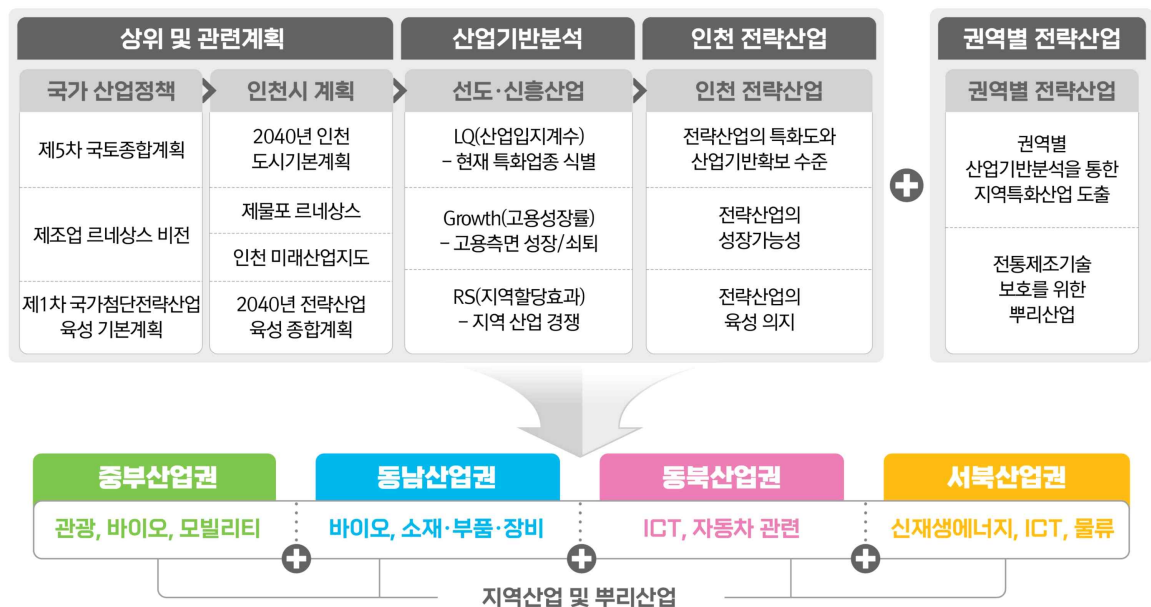 상위 및 관련계획
산업기반분석
인천 전략산업
권역별 전략산업
국가 산업정책
인천시 계획
선도·신흥산업
인천 전략산업
권역별 전략산업
제5차 국토종합계획
2040년 인천
도시기본계획
LQ(산업입지계수)
– 현재 특화업종 식별
전략산업의 특화도와
산업기반확보 수준
권역별
산업기반분석을 통한
지역특화산업 도출
제조업 르네상스 비전
제물포 르네상스
인천 미래산업지도
Growth(고용성장률)
– 고용측면 성장/쇠퇴
전략산업의
성장가능성
전통제조기술
보호를 위한
뿌리산업
제1차 국가첨단전략산업
육성 기본계획
2040년 전략산업
육성 종합계획
RS(지역할당효과)
– 지역 산업 경쟁
전략산업의
육성 의지
중부산업권
동남산업권
동북산업권
서북산업권
관광, 바이오, 모빌리티
바이오, 소재·부품·장비
ICT, 자동차 관련
신재생에너지, ICT, 물류
지역산업 및 뿌리산업